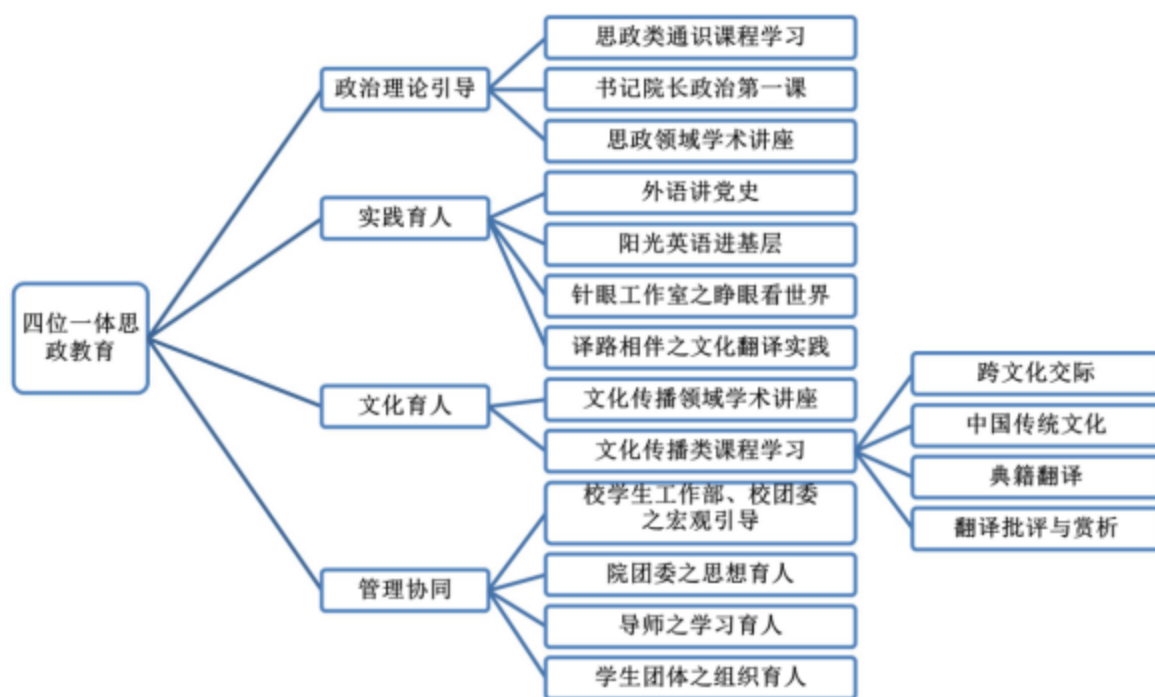 思政类通识课程学习
政治理论引导
书记院长政治第一课
思政领域学术讲座
外语讲党史
实践育人
阳光英语进基层
针眼工作室之睁眼看世界
四位一体思
政教育
译路相伴之文化翻译实践
跨文化交际
文化育人
文化传播领域学术讲座
中国传统文化
文化传播类课程学习
典籍翻译
校学生工作部、校团委
之宏观引导
翻译批评与赏析
管理协同
院团委之思想育人
导师之学习育人
学生团体之组织育人